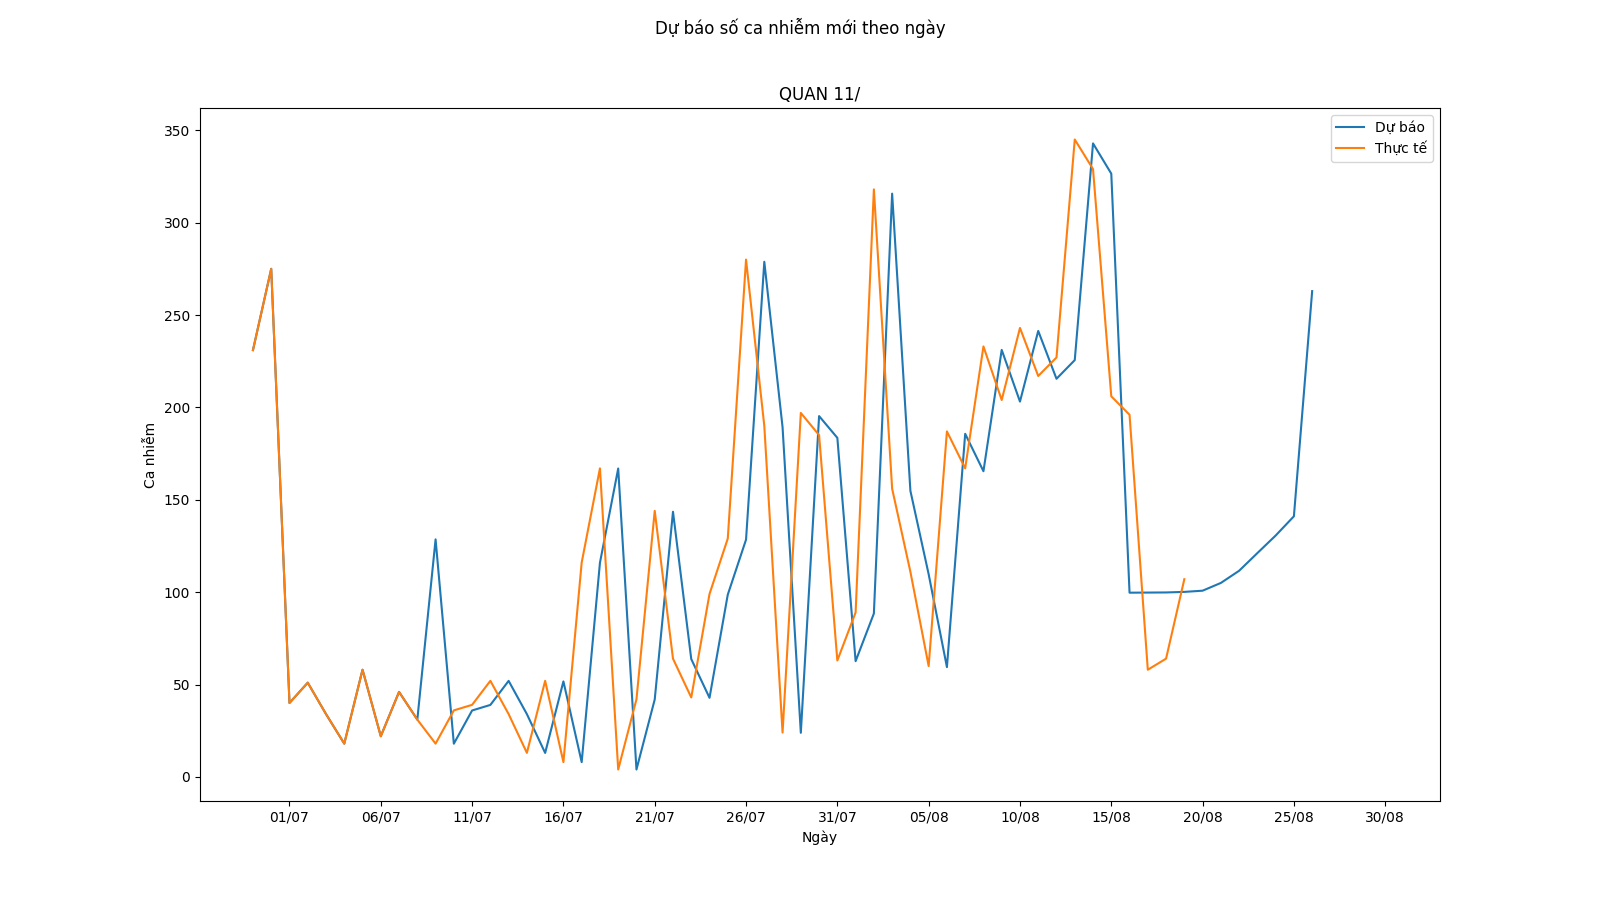 Dự báo số ca nhiễm mới theo ngày
QUAN 11/
Dự báo
Thực tế
350
300
250
200
150
100
50
0
Ca nhiễm
01/07 06/07 11/07 16/07 21/07 26/07 31/07 05/08 10/08 15/08 20/08 25/08 30/08
Ngày